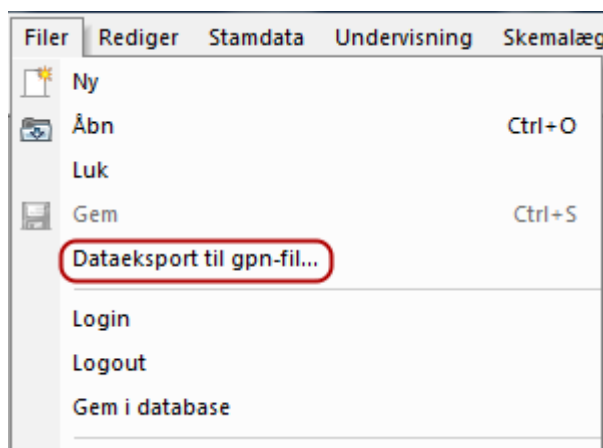 Filer Rediger Stamdata Undervisning Skemalæg
Ny
Åbn Ctrl+O
Luk
Gem Ctrl+S
Dataeksport til gpn-fil...
Login
Logout
Gem i database